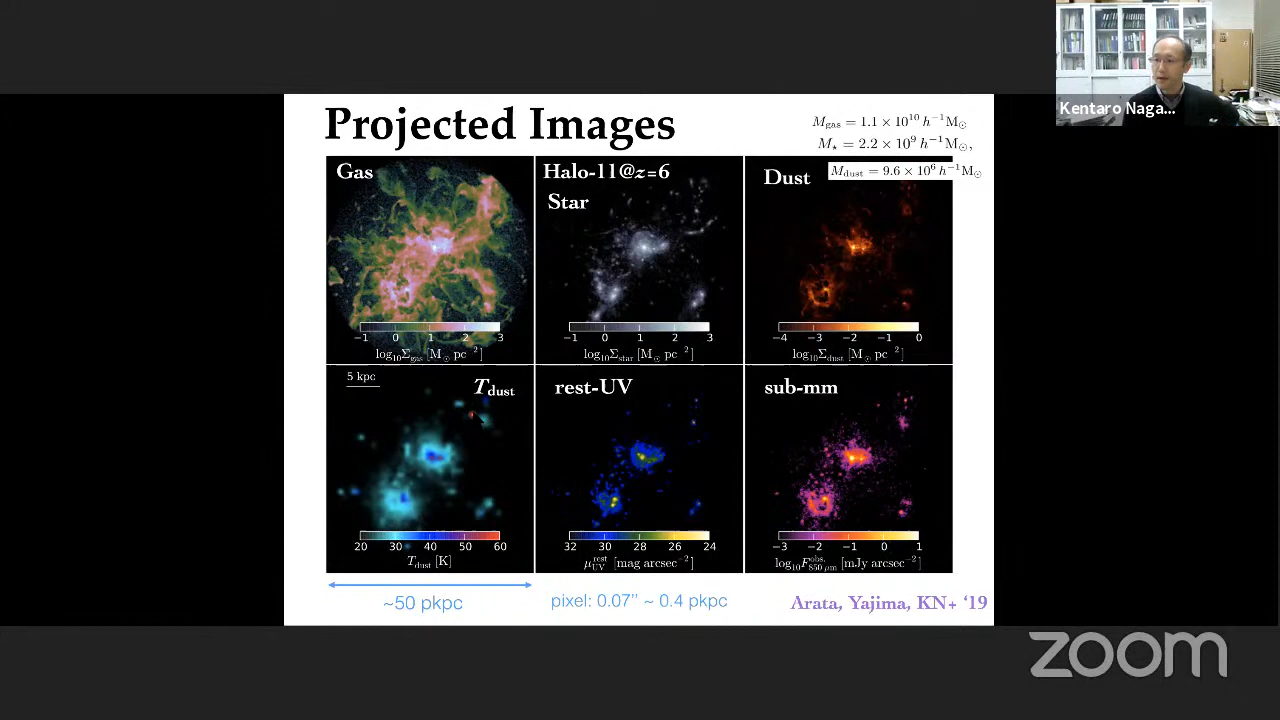 Projected Images
M_gas = 1.1 × 10^10 h^−1 M_⊙
M_⋆ = 2.2 × 10^9 h^−1 M_⊙,
M_dust = 9.6 × 10^6 h^−1 M_⊙
Kentaro Naga...
Gas
−1 0 1 2 3
log10Σgas [M⊙ pc^−2]
Halo-11@z=6
Star
−1 0 1 2 3
log10Σstar [M⊙ pc^−2]
Dust
−4 −3 −2 −1 0
log10Σdust [M⊙ pc^−2]
5 kpc
Tdust
20 30 40 50 60
Tdust [K]
rest-UV
32 30 28 26 24
μ_UV^rest [mag arcsec^−2]
sub-mm
−3 −2 −1 0 1
log10F_850 μm^obs. [mJy arcsec^−2]
~50 pkpc
pixel: 0.07" ~ 0.4 pkpc
Arata, Yajima, KN+ ‘19
zoom